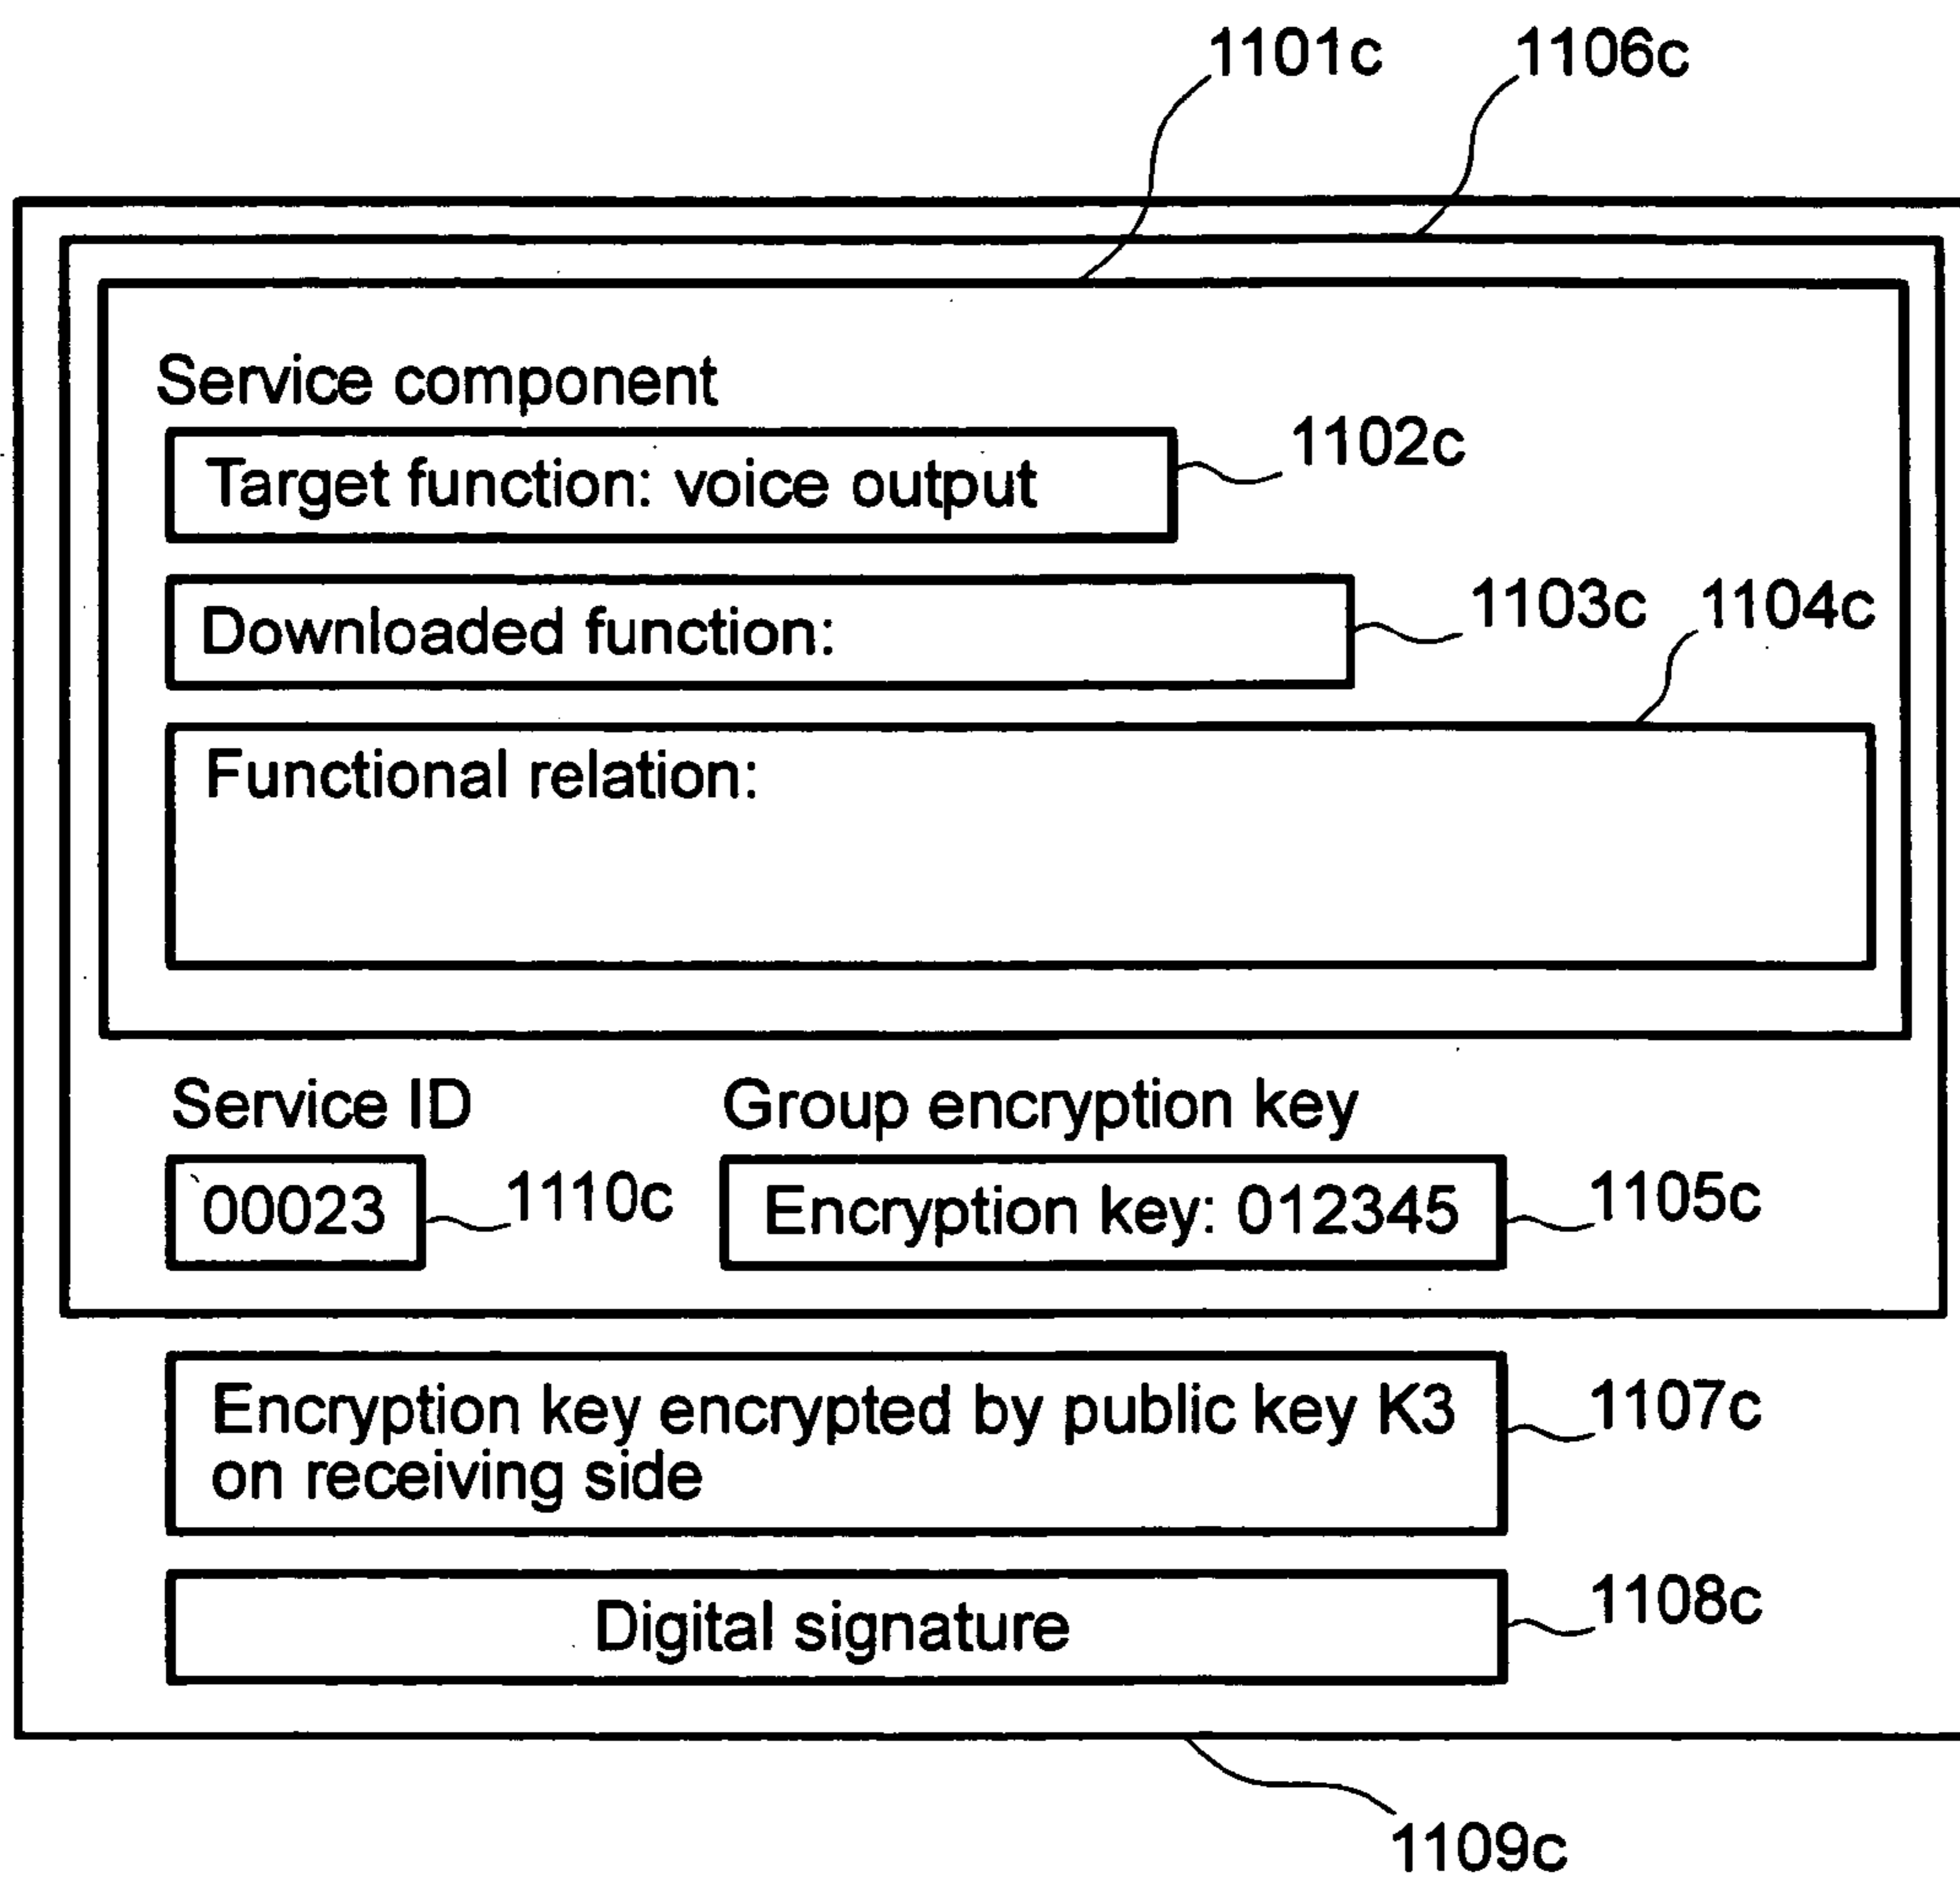 1101c 1106c
Service component
Target function: voice output 1102c
Downloaded function: 1103c 1104c
Functional relation:
Service ID Group encryption key
00023 1110c Encryption key: 012345 1105c
Encryption key encrypted by public key K3 1107c
on receiving side
Digital signature 1108c
1109c